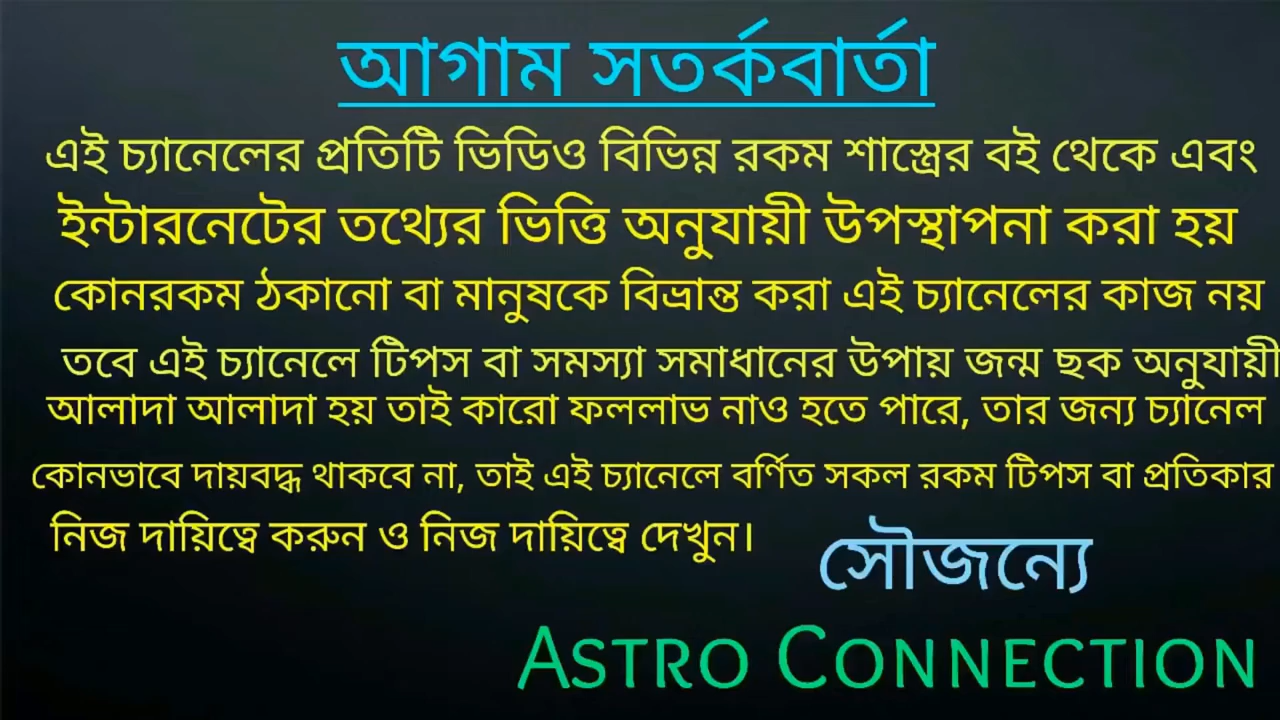 আগাম সতর্কবার্তা
এই চ্যানেলের প্রতিটি ভিডিও বিভিন্ন রকম শাস্ত্রের বই থেকে এবং
ইন্টারনেটের তথ্যের ভিত্তি অনুযায়ী উপস্থাপনা করা হয়
কোনরকম ঠকানো বা মানুষকে বিভ্রান্ত করা এই চ্যানেলের কাজ নয়
তবে এই চ্যানেলে টিপস বা সমস্যা সমাধানের উপায় জন্ম ছক অনুযায়ী
আলাদা আলাদা হয় তাই কারো ফললাভ নাও হতে পারে, তার জন্য চ্যানেল
কোনভাবে দায়বদ্ধ থাকবে না, তাই এই চ্যানেলে বর্ণিত সকল রকম টিপস বা প্রতিকার
নিজ দায়িত্বে করুন ও নিজ দায়িত্বে দেখুন।
সৌজন্যে
ASTRO CONNECTION